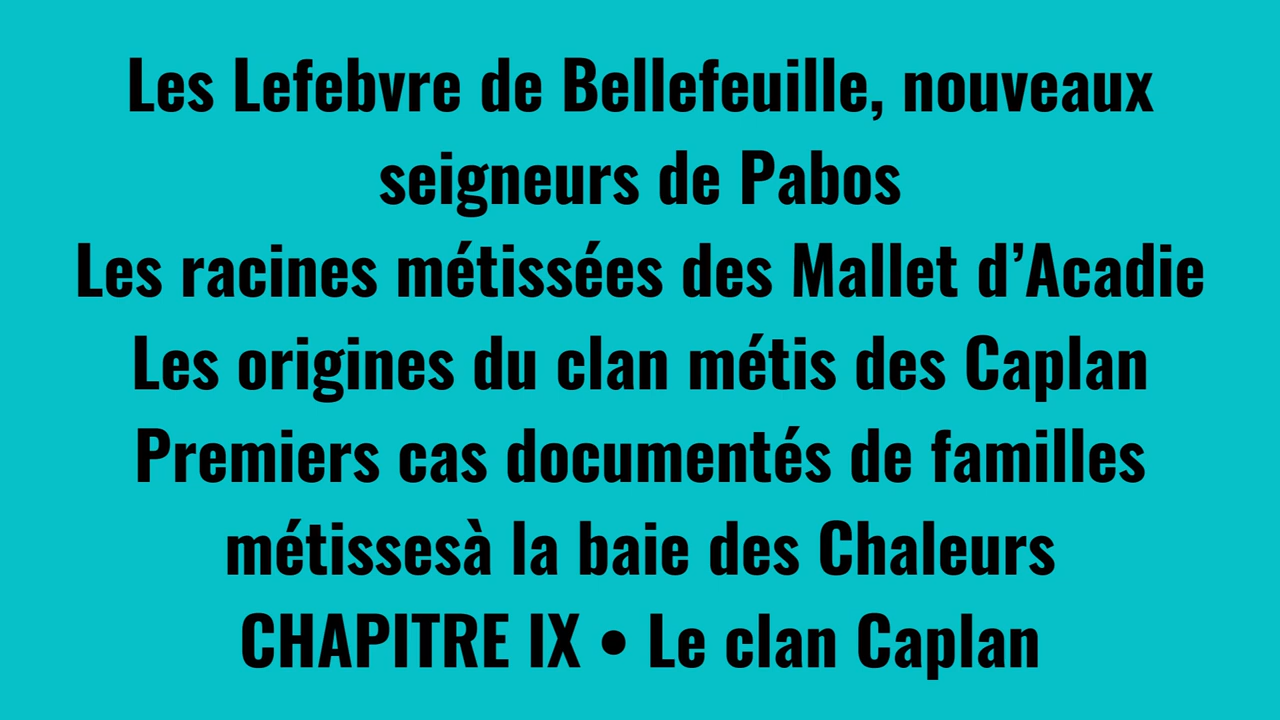 Les Lefebvre de Bellefeuille, nouveaux
seigneurs de Pabos
Les racines métissées des Mallet d’Acadie
Les origines du clan métis des Caplan
Premiers cas documentés de familles
métissesà la baie des Chaleurs
CHAPITRE IX • Le clan Caplan